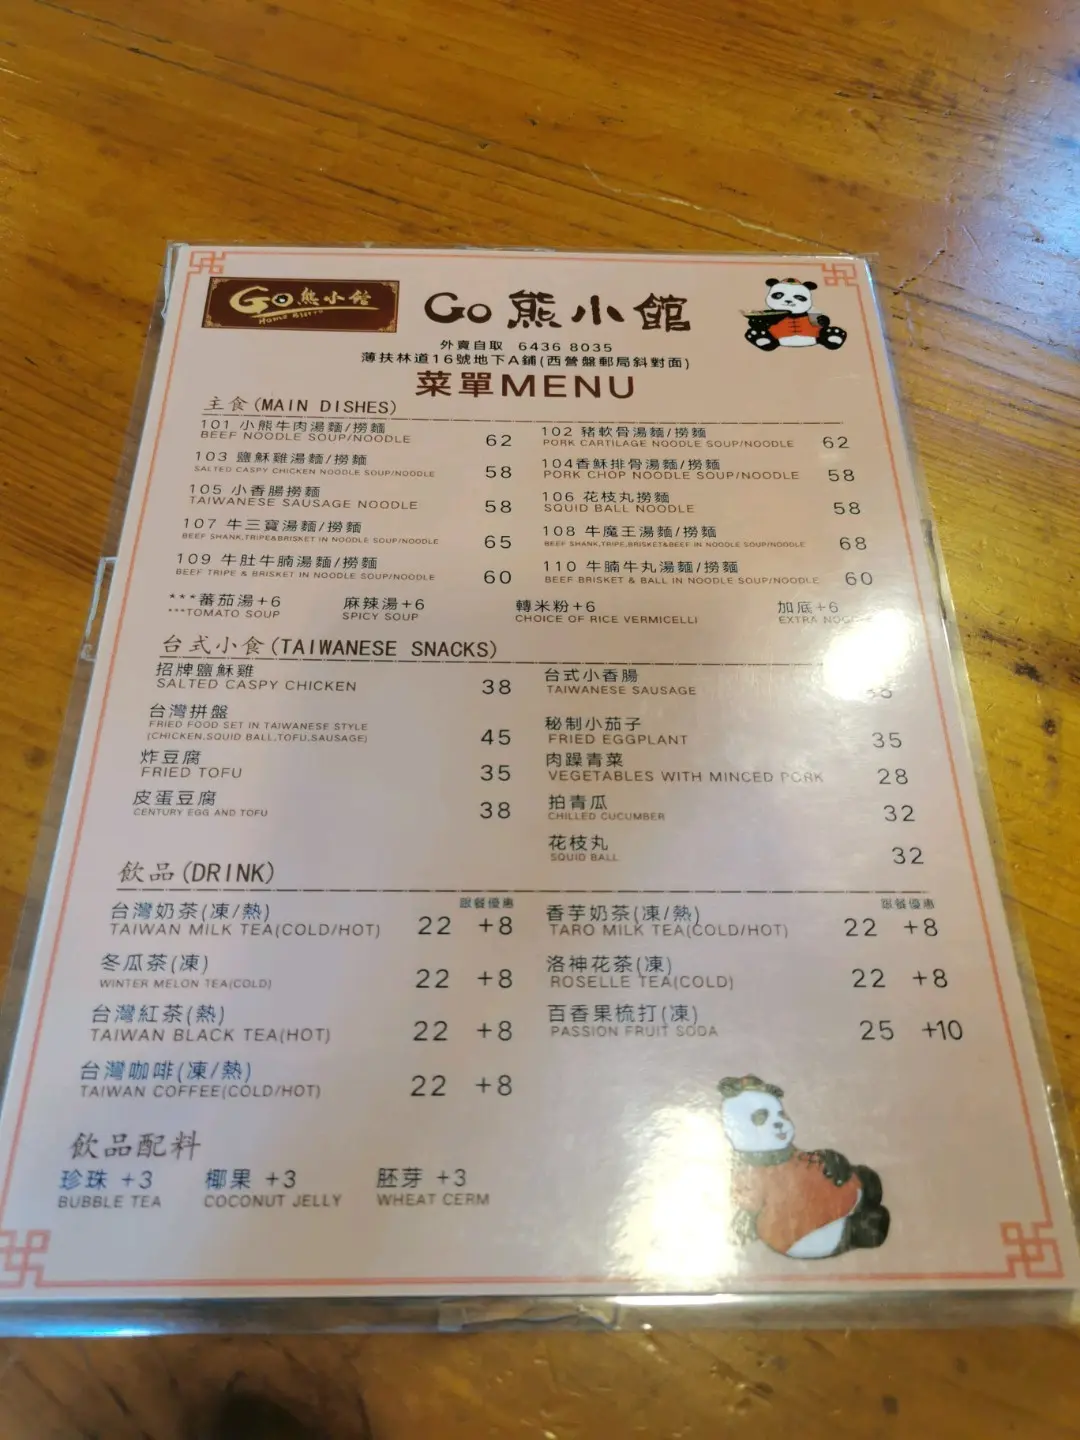 Go熊小館
Home Bistro
Go 熊小館
外賣自取 6436 8035
薄扶林道16號地下A鋪(西營盤郵局斜對面)
菜單MENU
主食(MAIN DISHES)
101 小熊牛肉湯麵/撈麵 62
BEEF NOODLE SOUP/NOODLE
102 豬軟骨湯麵/撈麵 62
PORK CARTILAGE NOODLE SOUP/NOODLE
103 鹽穌雞湯麵/撈麵 58
SALTED CASPY CHICKEN NOODLE SOUP/NOODLE
104香穌排骨湯麵/撈麵 58
PORK CHOP NOODLE SOUP/NOODLE
105 小香腸撈麵 58
TAIWANESE SAUSAGE NOODLE
106 花枝丸撈麵 58
SQUID BALL NOODLE
107 牛三寶湯麵/撈麵 65
BEEF SHANK,TRIPE&BRISKET IN NOODLE SOUP/NOODLE
108 牛魔王湯麵/撈麵 68
BEEF SHANK,TRIPE,BRISKET&BEEF IN NOODLE SOUP/NOODLE
109 牛肚牛腩湯麵/撈麵 60
BEEF TRIPE & BRISKET IN NOODLE SOUP/NOODLE
110 牛腩牛丸湯麵/撈麵 60
BEEF BRISKET & BALL IN NOODLE SOUP/NOODLE
***蕃茄湯+6 麻辣湯+6 轉米粉+6 加底+6
***TOMATO SOUP SPICY SOUP CHOICE OF RICE VERMICELLI EXTRA
台式小食(TAIWANESE SNACKS)
招牌鹽穌雞 38
SALTED CASPY CHICKEN
台式小香腸
TAIWANESE SAUSAGE
台灣拼盤
FRIED FOOD SET IN TAIWANESE STYLE
(CHICKEN,SQUID BALL,TOFU,SAUSAGE) 45
秘制小茄子 35
FRIED EGGPLANT
炸豆腐 35
FRIED TOFU
肉躁青菜 28
VEGETABLES WITH MINCED PORK
皮蛋豆腐 38
CENTURY EGG AND TOFU
拍青瓜 32
CHILLED CUCUMBER
花枝丸 32
SQUID BALL
飲品(DRINK)
跟餐優惠 跟餐優惠
台灣奶茶(凍/熱) 22 +8
TAIWAN MILK TEA(COLD/HOT)
香芋奶茶(凍/熱) 22 +8
TARO MILK TEA(COLD/HOT)
冬瓜茶(凍) 22 +8
WINTER MELON TEA(COLD)
洛神花茶(凍) 22 +8
ROSELLE TEA(COLD)
台灣紅茶(熱) 22 +8
TAIWAN BLACK TEA(HOT)
百香果梳打(凍) 25 +10
PASSION FRUIT SODA
台灣咖啡(凍/熱) 22 +8
TAIWAN COFFEE(COLD/HOT)
飲品配料
珍珠 +3 椰果 +3 胚芽 +3
BUBBLE TEA COCONUT JELLY WHEAT CERM